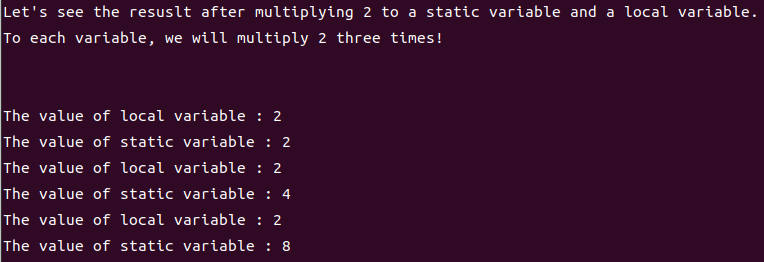 Let's see the resuslt after multiplying 2 to a static variable and a local variable.
To each variable, we will multiply 2 three times!
The value of local variable : 2
The value of static variable : 2
The value of local variable : 2
The value of static variable : 4
The value of local variable : 2
The value of static variable : 8